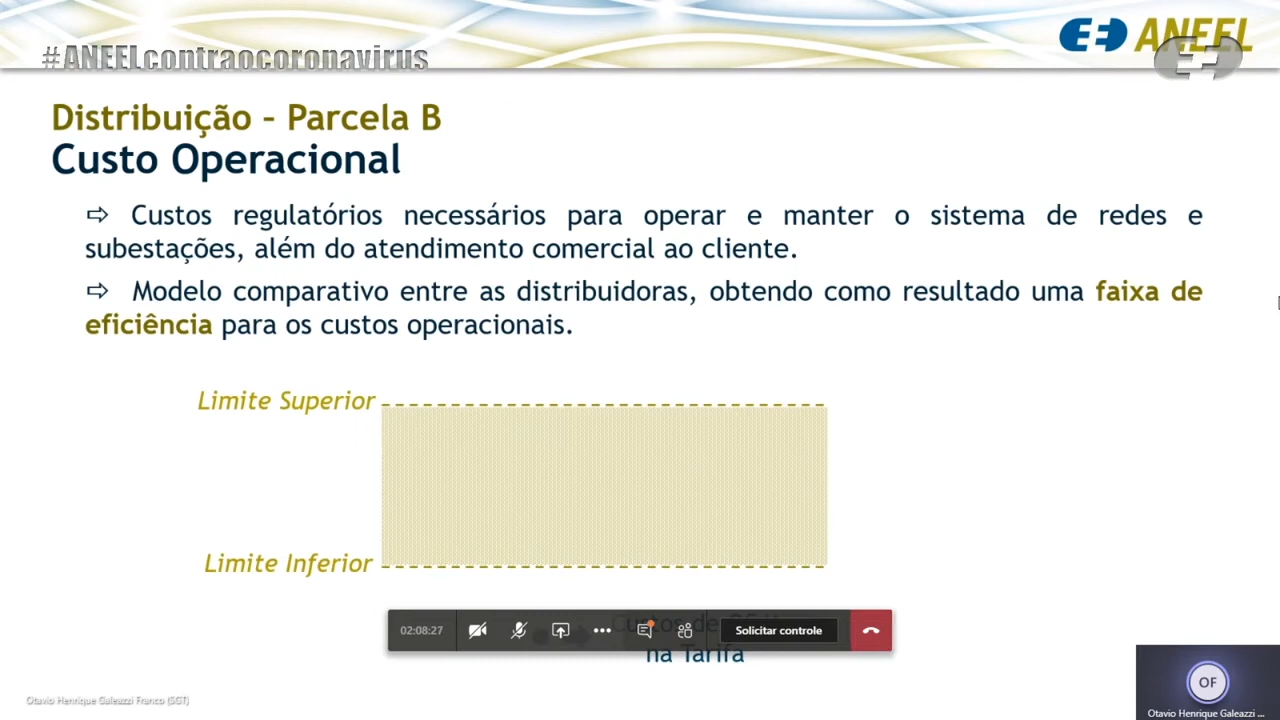 #ANEELcontraocoronavirus
ANEEL
Distribuição – Parcela B
Custo Operacional
⇨ Custos regulatórios necessários para operar e manter o sistema de redes e
subestações, além do atendimento comercial ao cliente.
⇨ Modelo comparativo entre as distribuidoras, obtendo como resultado uma faixa de
eficiência para os custos operacionais.
Limite Superior
Limite Inferior
02:08:27
Solicitar controle
Custos de
na Tarifa
Otavio Henrique Galeazzi Franco (SGT)
OF
Otavio Henrique Galeazzi ...